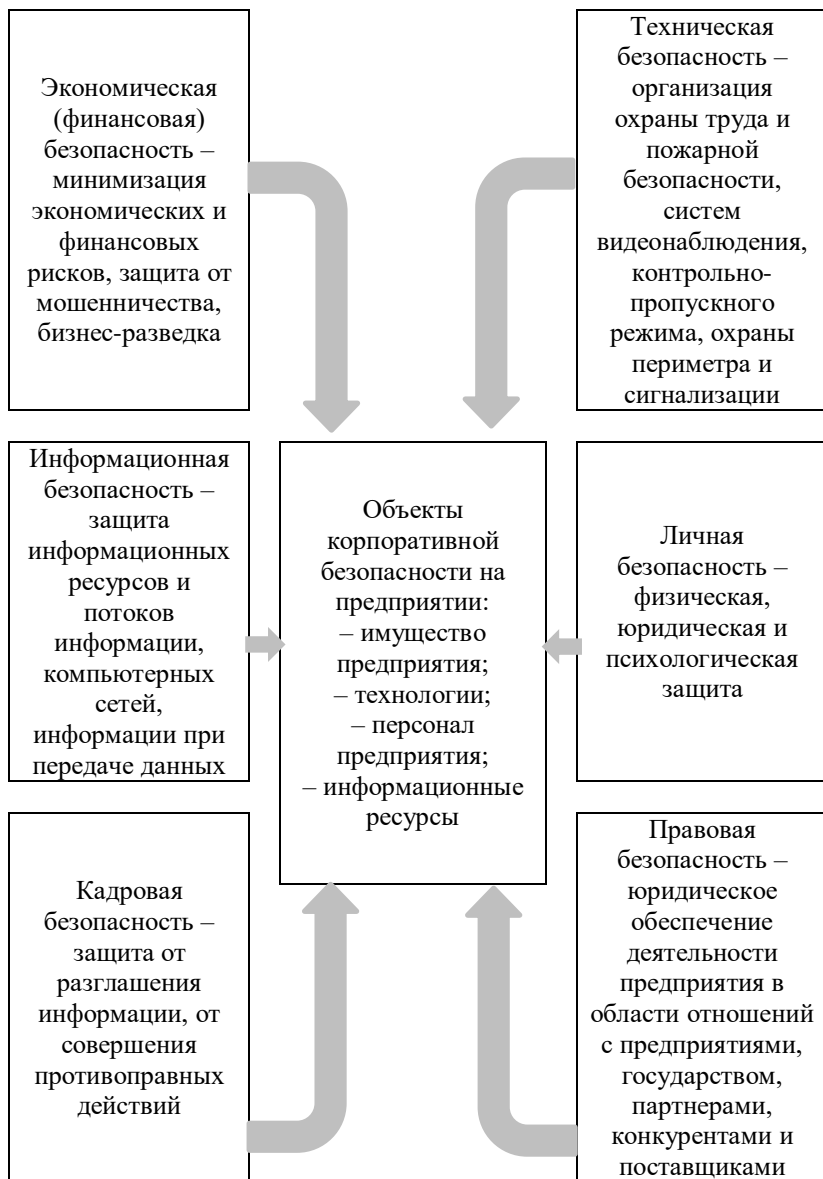 Экономическая
(финансовая)
безопасность –
минимизация
экономических и
финансовых
рисков, защита от
мошенничества,
бизнес-разведка
Техническая
безопасность –
организация
охраны труда и
пожарной
безопасности,
систем
видеонаблюдения,
контрольно-
пропускного
режима, охраны
периметра и
сигнализации
Информационная
безопасность –
защита
информационных
ресурсов и
потоков
информации,
компьютерных
сетей,
информации при
передаче данных
Объекты
корпоративной
безопасности на
предприятии:
– имущество
предприятия;
– технологии;
– персонал
предприятия;
– информационные
ресурсы
Личная
безопасность –
физическая,
юридическая и
психологическая
защита
Кадровая
безопасность –
защита от
разглашения
информации, от
совершения
противоправных
действий
Правовая
безопасность –
юридическое
обеспечение
деятельности
предприятия в
области отношений
с предприятиями,
государством,
партнерами,
конкурентами и
поставщиками